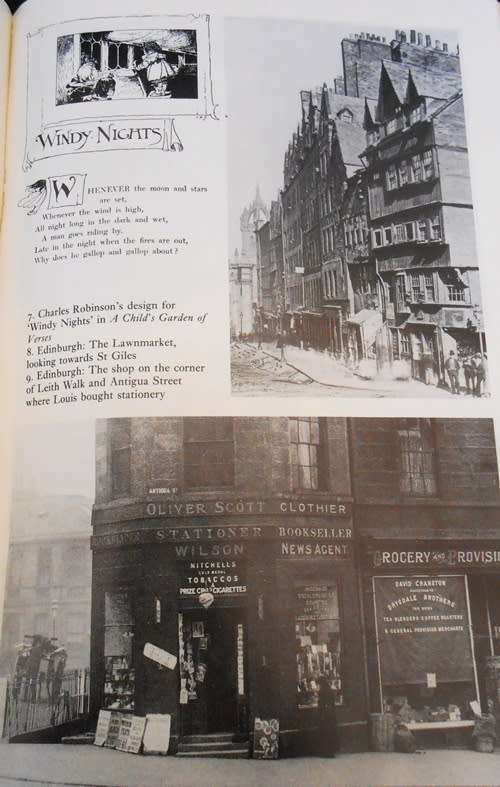 WINDY NIGHTS
WHENEVER the moon and stars
are set,
Whenever the wind is high,
All night long in the dark and wet,
A man goes riding by.
Late in the night when the fires are out,
Why does he gallop and gallop about?
7. Charles Robinson's design for
'Windy Nights' in A Child's Garden of
Verses
8. Edinburgh: The Lawnmarket,
looking towards St Giles
9. Edinburgh: The shop on the corner
of Leith Walk and Antigua Street
where Louis bought stationery
ANTIGUA ST
OLIVER SCOTT CLOTHIER
STATIONER BOOKSELLER
WILSON NEWS AGENT
MITCHELLS
GOLD MEDAL
TOBACCOS
PRIZE CIGARETTES
GROCERY AND PROVISION
DAVID CRANSTON
DRYSDALE BROTHERS
TEA BLENDERS COFFEE ROASTERS
& GENERAL PROVISION MERCHANTS